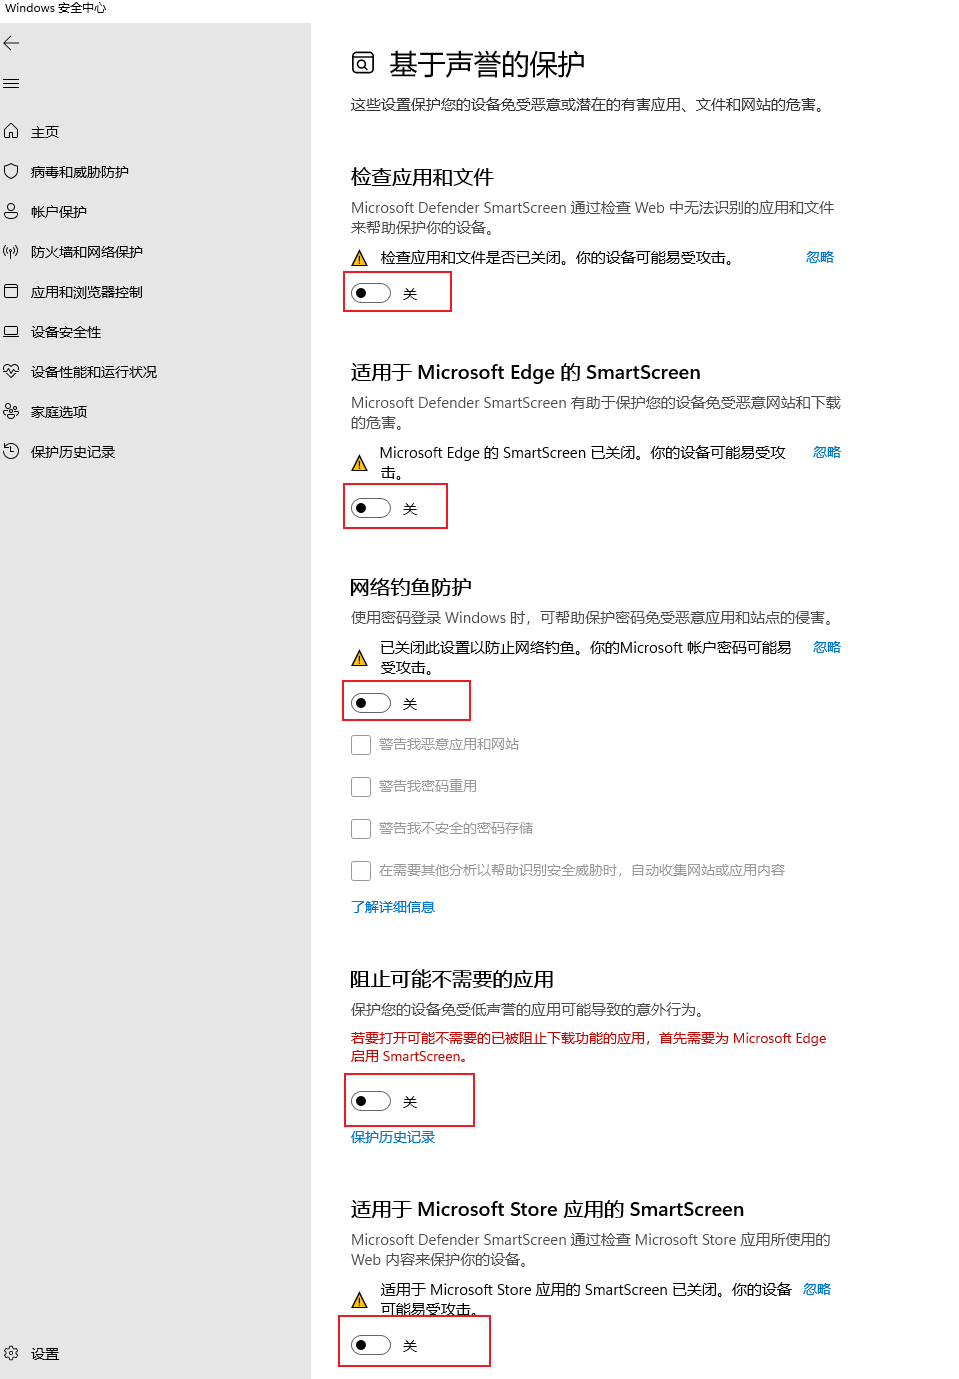 Windows 安全中心
主页
病毒和威胁防护
帐户保护
防火墙和网络保护
应用和浏览器控制
设备安全性
设备性能和运行状况
家庭选项
保护历史记录
设置
基于声誉的保护
这些设置保护您的设备免受恶意或潜在的有害应用、文件和网站的危害。
检查应用和文件
Microsoft Defender SmartScreen 通过检查 Web 中无法识别的应用和文件
来帮助保护你的设备。
检查应用和文件是否已关闭。你的设备可能易受攻击。 忽略
关
适用于 Microsoft Edge 的 SmartScreen
Microsoft Defender SmartScreen 有助于保护您的设备免受恶意网站和下载
的危害。
Microsoft Edge 的 SmartScreen 已关闭。你的设备可能易受攻 忽略
击。
关
网络钓鱼防护
使用密码登录 Windows 时，可帮助保护密码免受恶意应用和站点的侵害。
已关闭此设置以防止网络钓鱼。你的Microsoft 帐户密码可能易 忽略
受攻击。
关
警告我恶意应用和网站
警告我密码重用
警告我不安全的密码存储
在需要其他分析以帮助识别安全威胁时，自动收集网站或应用内容
了解详细信息
阻止可能不需要的应用
保护您的设备免受低声誉的应用可能导致的意外行为。
若要打开可能不需要的已被阻止下载功能的应用，首先需要为 Microsoft Edge
启用 SmartScreen。
关
保护历史记录
适用于 Microsoft Store 应用的 SmartScreen
Microsoft Defender SmartScreen 通过检查 Microsoft Store 应用所使用的
Web 内容来保护你的设备。
适用于 Microsoft Store 应用的 SmartScreen 已关闭。你的设备 忽略
可能易受攻击。
关